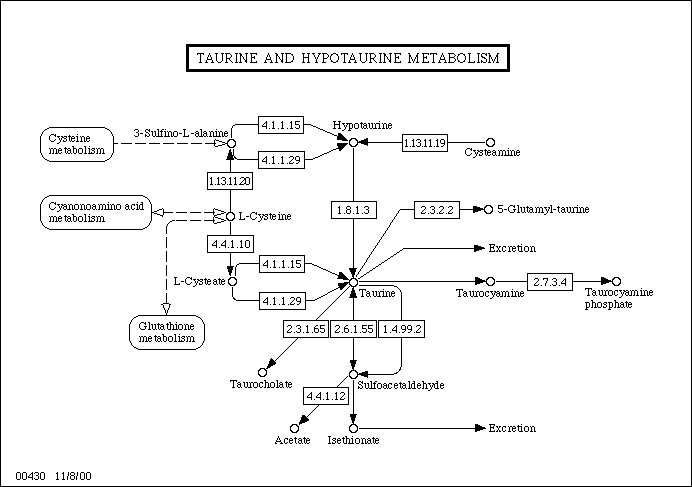 TAURINE AND HYPOTAURINE METABOLISM
Cysteine
metabolism
3-Sulfino-L-alanine
4.1.1.15
4.1.1.29
Hypotaurine
1.13.11.19
Cysteamine
1.13.11.20
Cyanonoamino acid
metabolism
L-Cysteine
1.8.1.3
2.3.2.2
5-Glutamyl-taurine
4.4.1.10
Excretion
L-Cysteate
4.1.1.15
4.1.1.29
Taurine
Taurocyamine
2.7.3.4
Taurocyamine
phosphate
Glutathione
metabolism
2.3.1.65
2.6.1.55
1.4.99.2
Taurocholate
Sulfoacetaldehyde
4.4.1.12
Acetate
Isethionate
Excretion
00430 11/8/00